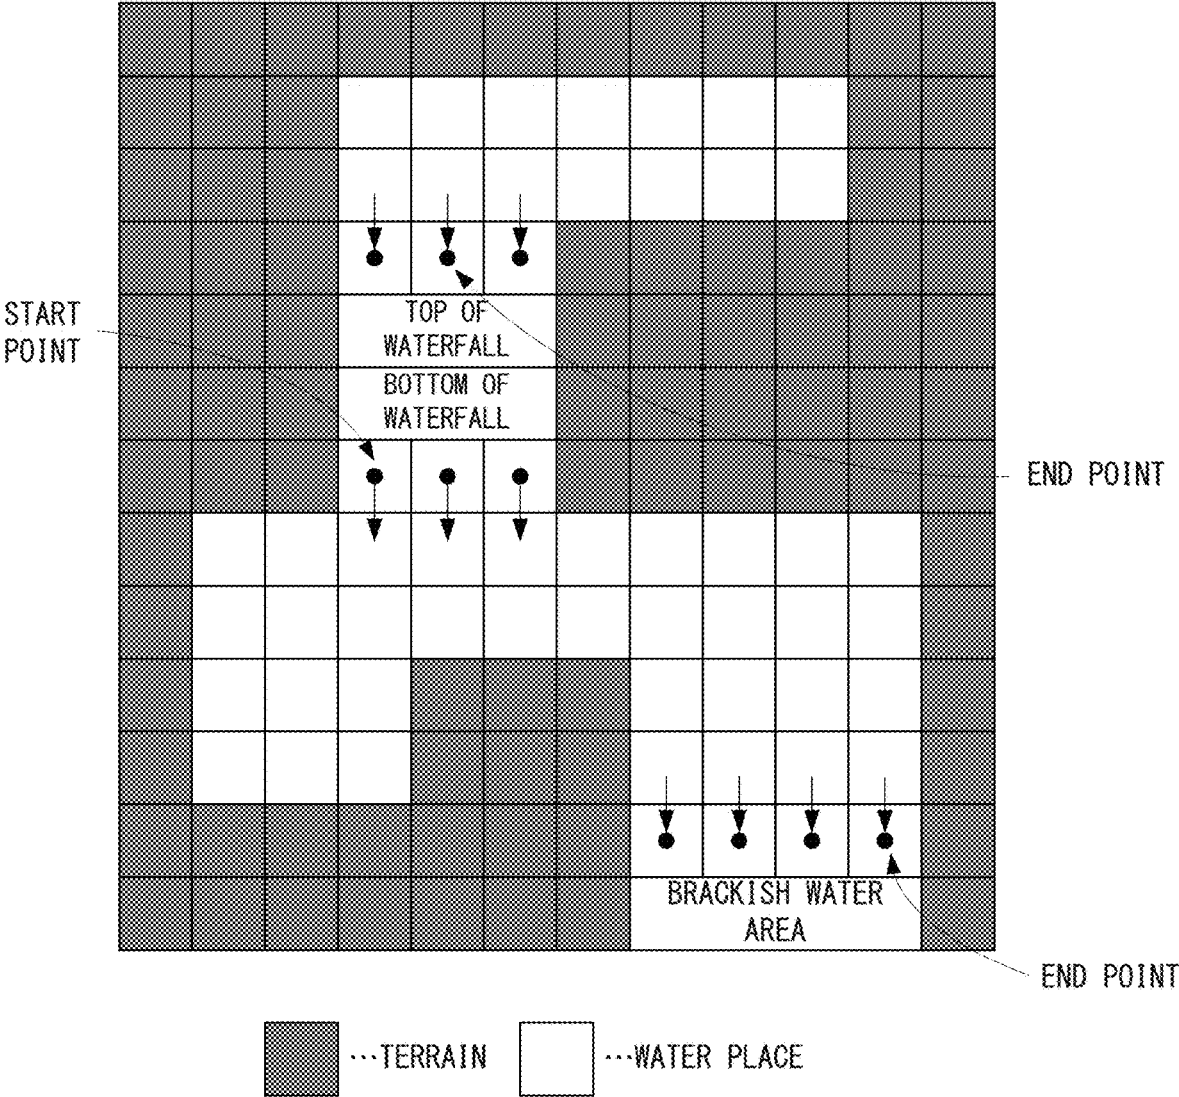 TOP OF
WATERFALL
START
POINT
BOTTOM OF
WATERFALL
END POINT
BRACKISH WATER
AREA
END POINT
···TERRAIN
···WATER PLACE